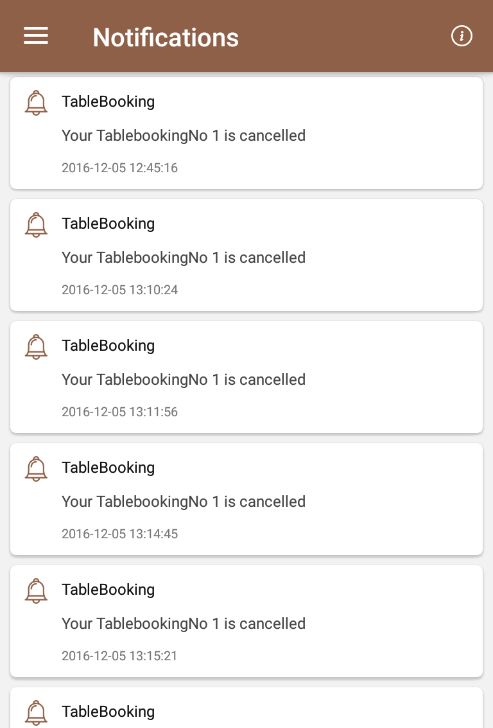 Notifications
TableBooking
Your TablebookingNo 1 is cancelled
2016-12-05 12:45:16
TableBooking
Your TablebookingNo 1 is cancelled
2016-12-05 13:10:24
TableBooking
Your TablebookingNo 1 is cancelled
2016-12-05 13:11:56
TableBooking
Your TablebookingNo 1 is cancelled
2016-12-05 13:14:45
TableBooking
Your TablebookingNo 1 is cancelled
2016-12-05 13:15:21
TableBooking